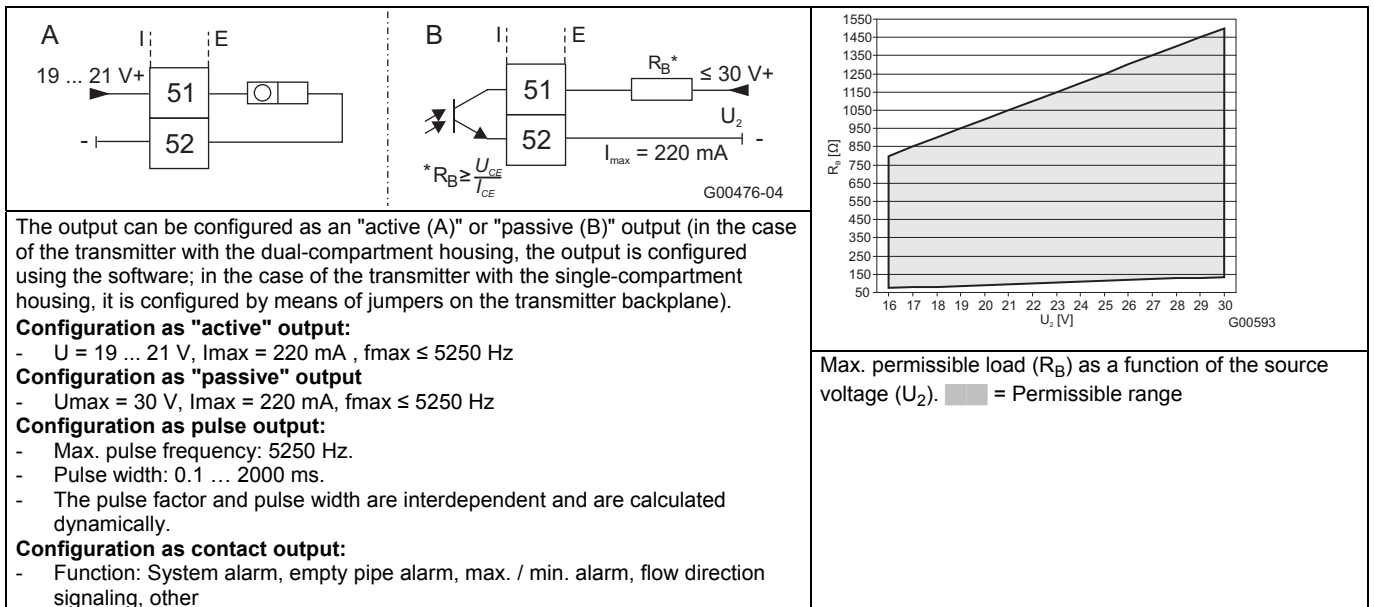 A
I E
19 ... 21 V+
51
-
52
B
I E
51
R_B* ≤ 30 V+
U₂
52
I_max = 220 mA -
*R_B ≥ U_CE / I_CE
G00476-04
The output can be configured as an "active (A)" or "passive (B)" output (in the case
of the transmitter with the dual-compartment housing, the output is configured
using the software; in the case of the transmitter with the single-compartment
housing, it is configured by means of jumpers on the transmitter backplane).
Configuration as "active" output:
- U = 19 ... 21 V, Imax = 220 mA , fmax ≤ 5250 Hz
Configuration as "passive" output
- Umax = 30 V, Imax = 220 mA, fmax ≤ 5250 Hz
Configuration as pulse output:
- Max. pulse frequency: 5250 Hz.
- Pulse width: 0.1 … 2000 ms.
- The pulse factor and pulse width are interdependent and are calculated
dynamically.
Configuration as contact output:
- Function: System alarm, empty pipe alarm, max. / min. alarm, flow direction
signaling, other
1550
1450
1350
1250
1150
1050
950
850
750
650
550
450
350
250
150
50
R_B [Ω]
16 17 18 19 20 21 22 23 24 25 26 27 28 29 30
U₂ [V]
G00593
Max. permissible load (R_B) as a function of the source
voltage (U₂). = Permissible range